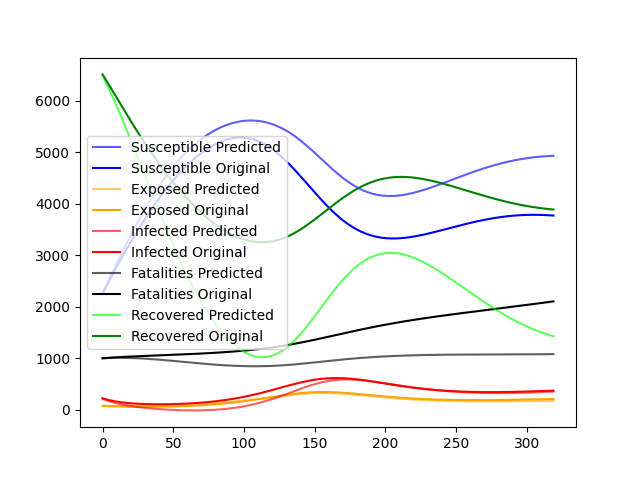 6000
5000
4000
3000
2000
1000
0
Susceptible Predicted
Susceptible Original
Exposed Predicted
Exposed Original
Infected Predicted
Infected Original
Fatalities Predicted
Fatalities Original
Recovered Predicted
Recovered Original
0 50 100 150 200 250 300